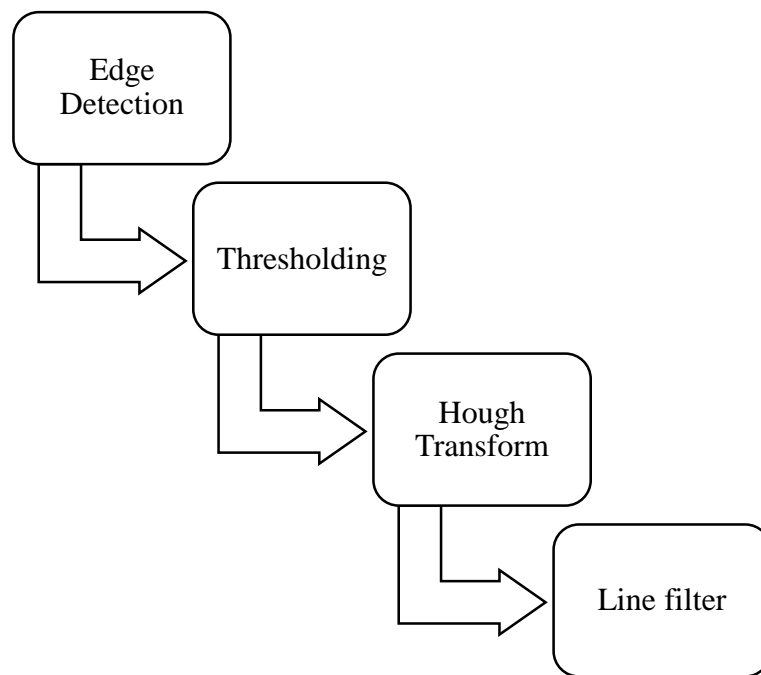 Edge
Detection
Thresholding
Hough
Transform
Line filter